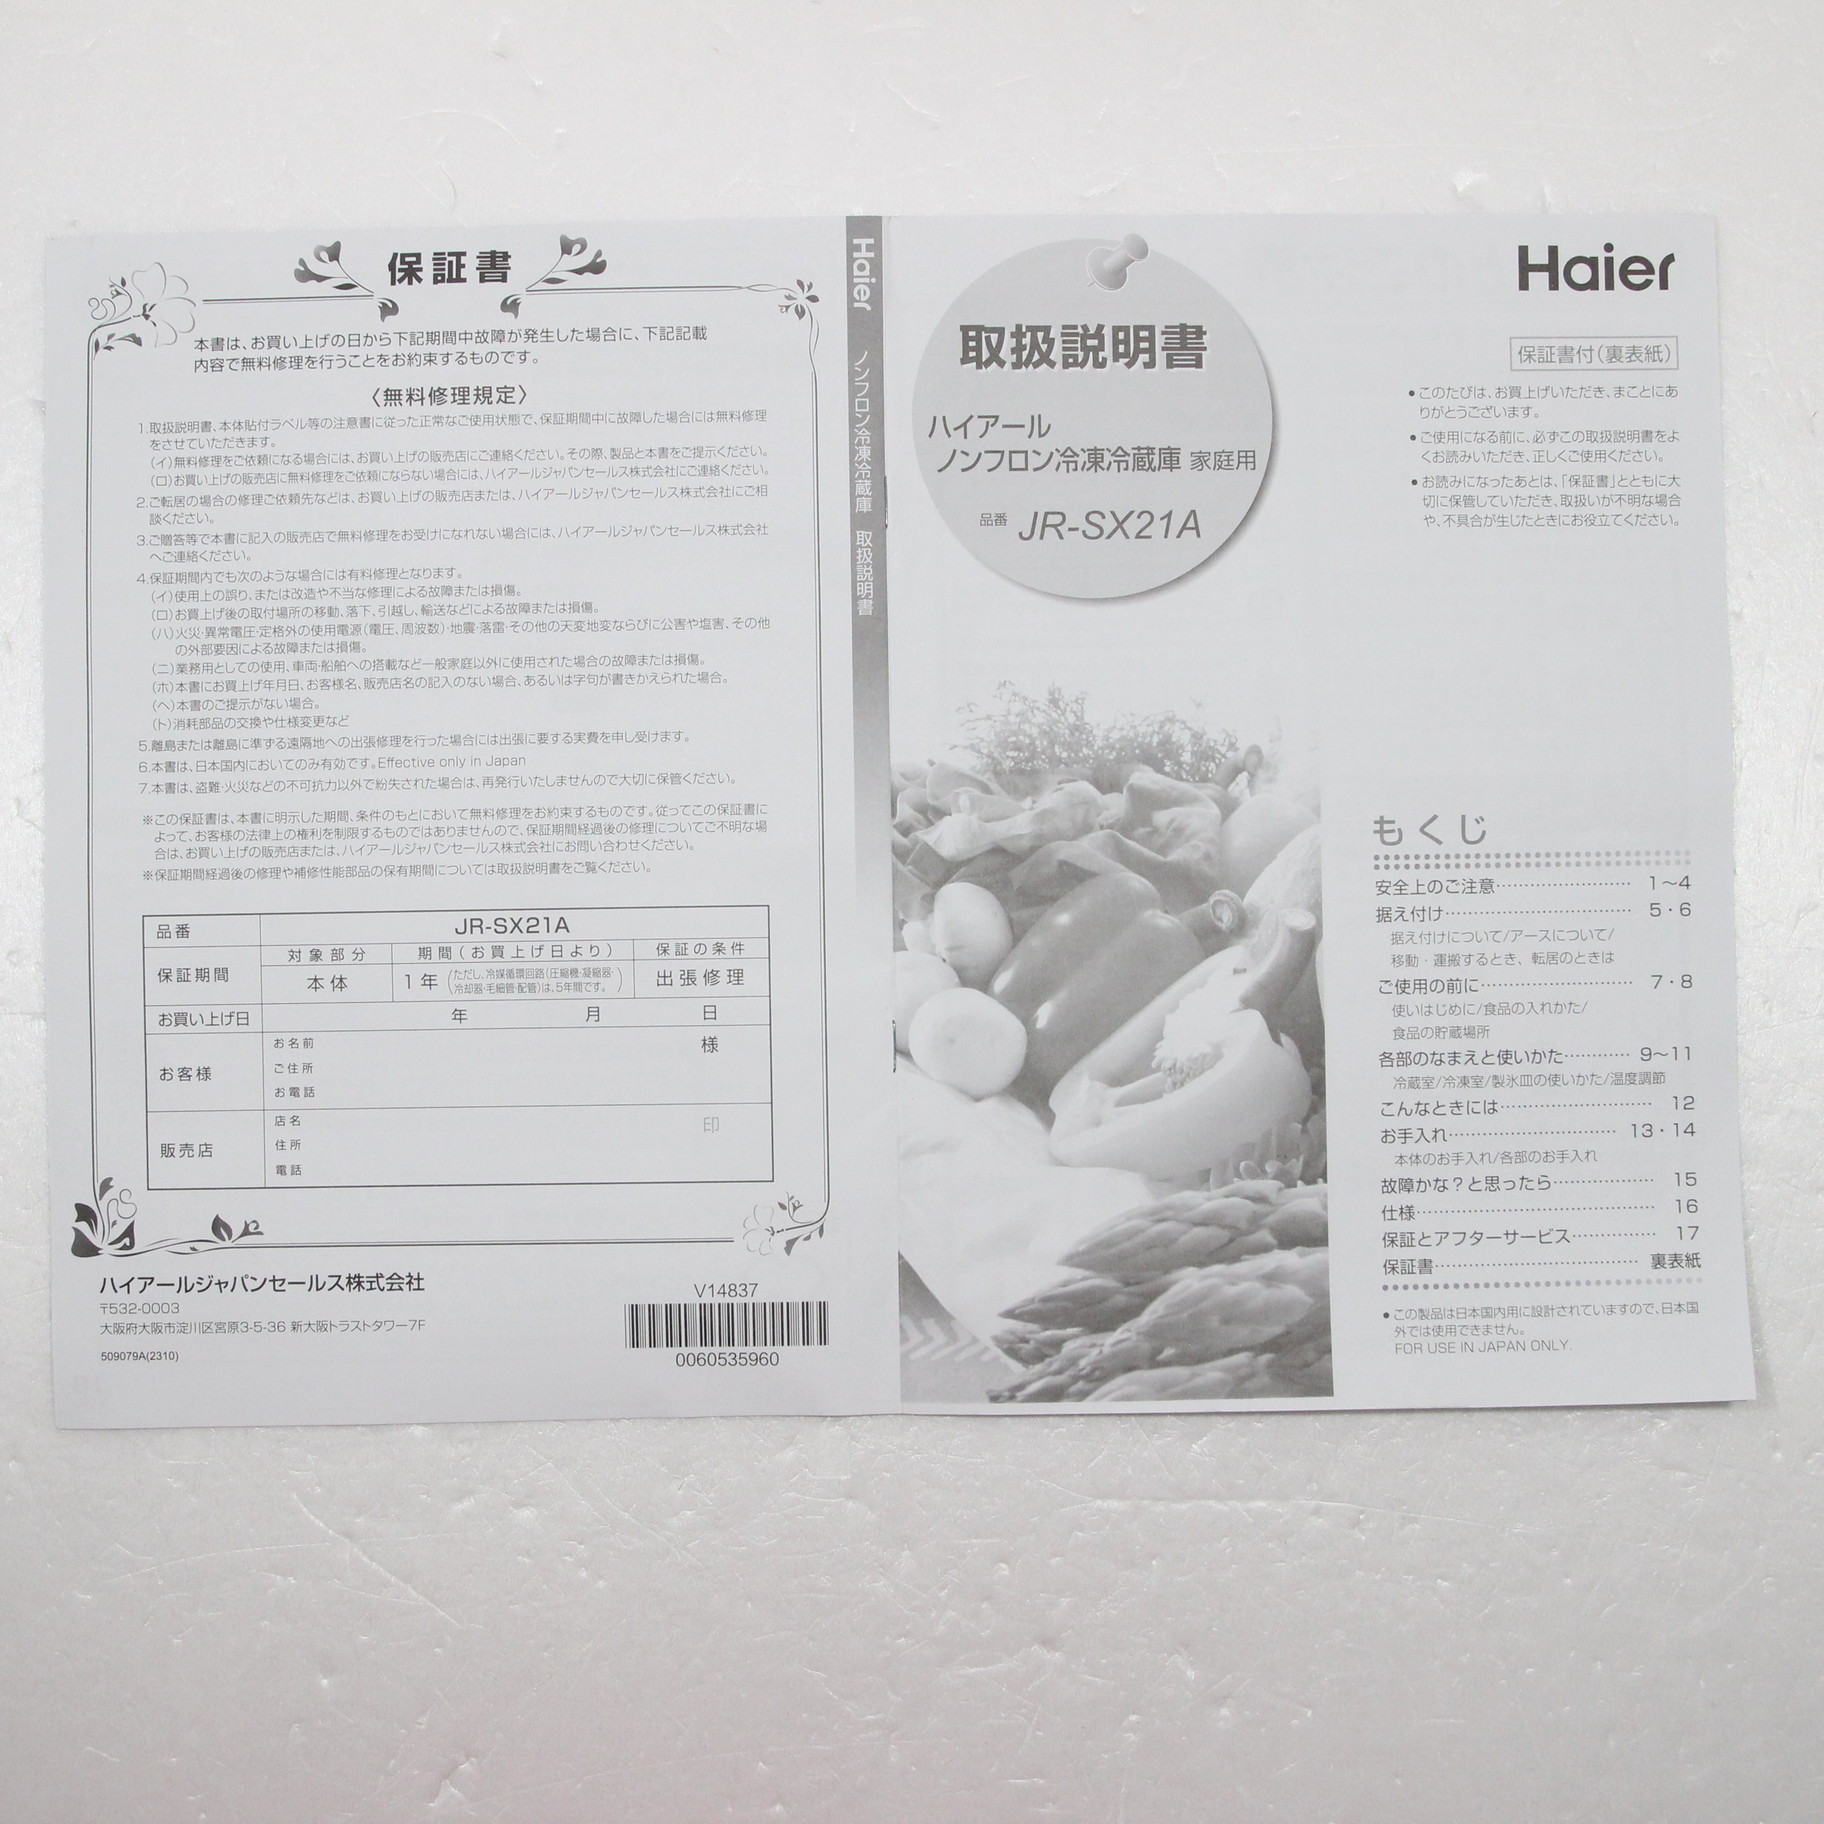 保証書
本書は、お買い上げの日から下記期間中故障が発生した場合に、下記記載
内容で無料修理を行うことをお約束するものです。
〈無料修理規定〉
1.取扱説明書、本体貼付ラベル等の注意書に従った正常なご使用状態で、保証期間中に故障した場合には無料修理
をさせていただきます。
(イ)無料修理をご依頼になる場合には、お買上げの販売店にご連絡ください。その際、製品と本書をご提示ください。
(ロ)お買い上げの販売店に無料修理をご依頼にならない場合には、ハイアールジャパンセールス株式会社にご連絡ください。
2.ご転居の場合の修理ご依頼先などは、お買い上げの販売店または、ハイアールジャパンセールス株式会社にご相
談ください。
3.ご贈答等で本書に記入の販売店で無料修理をお受けになれない場合には、ハイアールジャパンセールス株式会社
へご連絡ください。
4.保証期間内でも次のような場合には有料修理となります。
(イ)使用上の誤り、または改造や不当な修理による故障または損傷。
(ロ)お買上げ後の取付場所の移動、落下、引越し、輸送などによる故障または損傷。
(ハ)火災・異常電圧・定格外の使用電源(電圧、周波数)・地震・落雷・その他の天変地変ならびに公害や塩害、その他
の外部要因による故障または損傷。
(ニ)業務用としての使用、車両・船舶への搭載など一般家庭以外に使用された場合の故障または損傷。
(ホ)本書にお買上げ年月日、お客様名、販売店名の記入のない場合、あるいは字句が書きかえられた場合。
(ヘ)本書のご提示がない場合。
(ト)消耗部品の交換や仕様変更など
5.離島または離島に準ずる遠隔地への出張修理を行った場合には出張に要する実費を申し受けます。
6.本書は、日本国内においてのみ有効です。Effective only in Japan
7.本書は、盗難・火災などの不可抗力以外で紛失された場合は、再発行いたしませんので大切に保管ください。
※この保証書は、本書に明示した期間、条件のもとにおいて無料修理をお約束するものです。従ってこの保証書に
よって、お客様の法律上の権利を制限するものではありませんので、保証期間経過後の修理についてご不明な場
合は、お買い上げの販売店または、ハイアールジャパンセールス株式会社にお問い合わせください。
※保証期間経過後の修理や補修性能部品の保有期間については取扱説明書をご覧ください。
品番 JR-SX21A
保証期間 対象部分 期間(お買上げ日より) 保証の条件
本体 1年 (ただし、冷媒循環回路(圧縮機・凝縮器・冷却器・毛細管・配管)は、5年間です。) 出張修理
お買い上げ日 年 月 日
お客様 お名前 様
ご住所
お電話
販売店 店名 印
住所
電話
ハイアールジャパンセールス株式会社
〒532-0003
大阪府大阪市淀川区宮原3-5-36 新大阪トラストタワー7F
509079A(2310)
V14837
0060535960
Haier ノンフロン冷凍冷蔵庫 取扱説明書
取扱説明書
ハイアール
ノンフロン冷凍冷蔵庫 家庭用
品番 JR-SX21A
Haier
保証書付(裏表紙)
●このたびは、お買上げいただき、まことにあ
りがとうございます。
●ご使用になる前に、必ずこの取扱説明書をよ
くお読みいただき、正しくご使用ください。
●お読みになったあとは、「保証書」とともに大
切に保管していただき、取扱いが不明な場合
や、不具合が生じたときにお役立てください。
もくじ
安全上のご注意…………………… 1〜4
据え付け…………………………… 5・6
据え付けについて/アースについて/
移動・運搬するとき、転居のときは
ご使用の前に……………………… 7・8
使いはじめに/食品の入れかた/
食品の貯蔵場所
各部のなまえと使いかた………… 9〜11
冷蔵室/冷凍室/製氷皿の使いかた/温度調節
こんなときには…………………… 12
お手入れ………………………… 13・14
本体のお手入れ/各部のお手入れ
故障かな？と思ったら……………… 15
仕様………………………………… 16
保証とアフターサービス…………… 17
保証書……………………………… 裏表紙
●この製品は日本国内用に設計されていますので、日本国
外では使用できません。
FOR USE IN JAPAN ONLY.